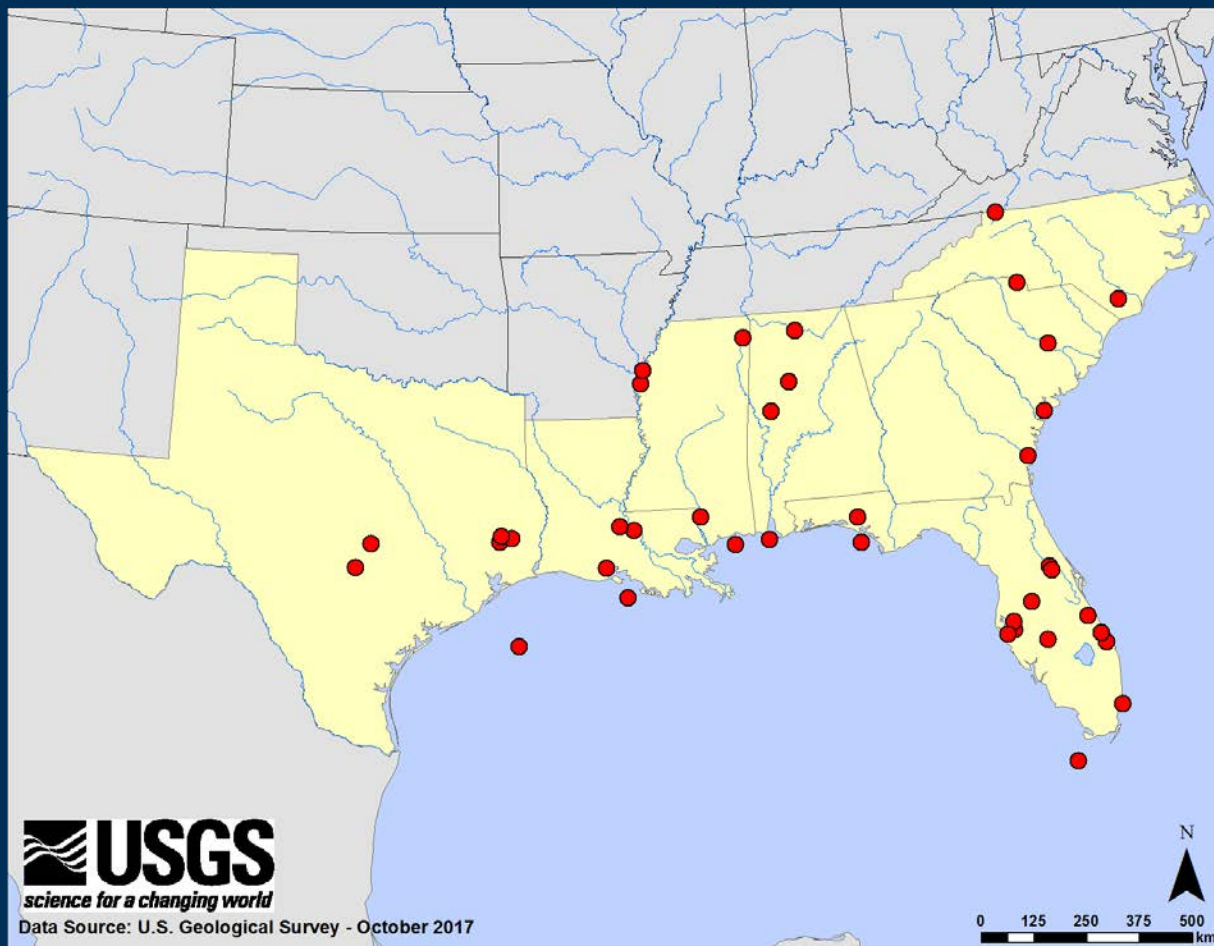 USGS
science for a changing world
Data Source: U.S. Geological Survey - October 2017
N
0 125 250 375 500
km